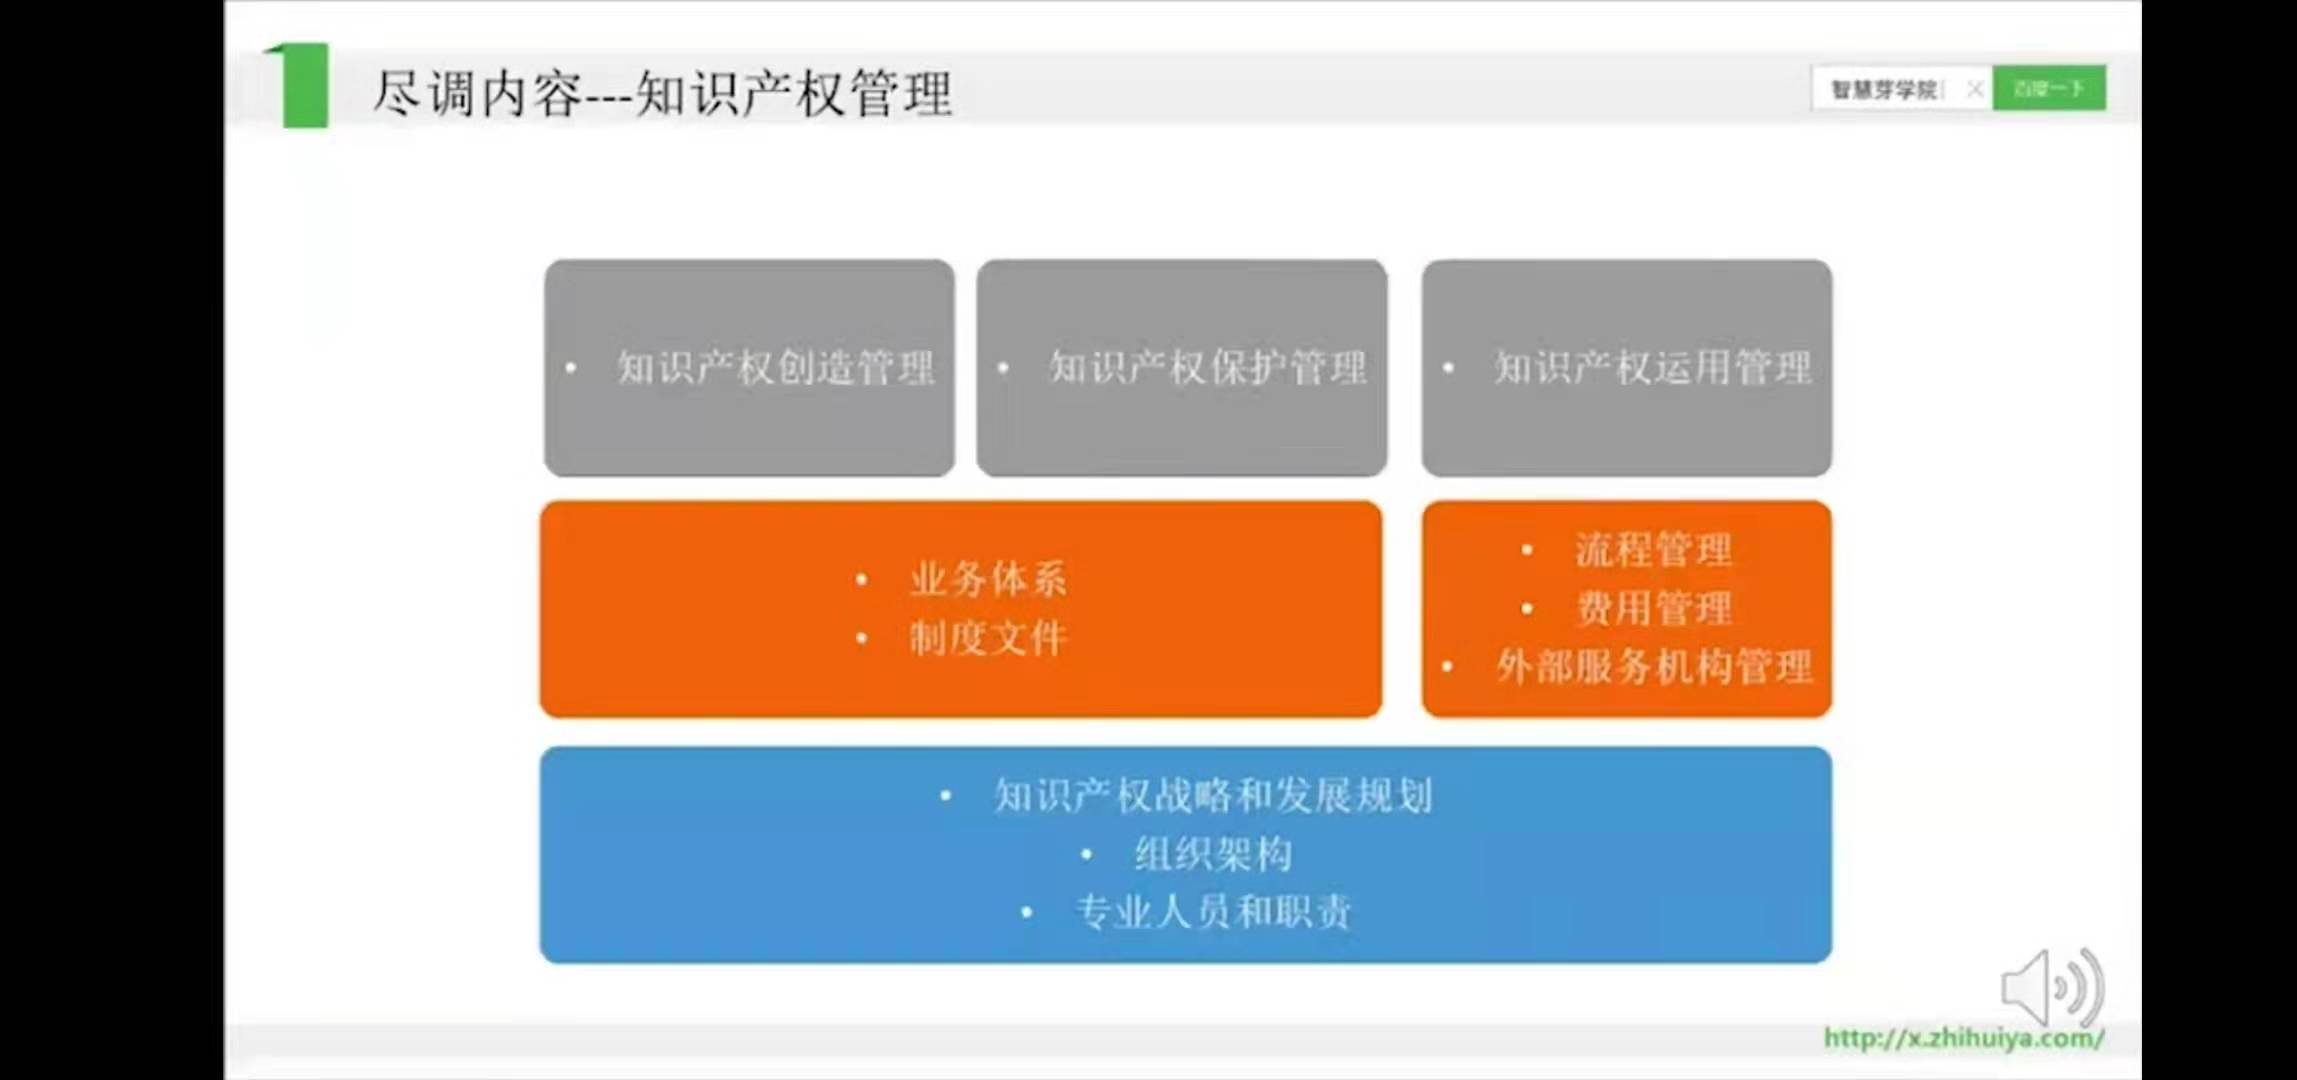 尽调内容---知识产权管理
智慧芽学院
百度一下
• 知识产权创造管理
• 知识产权保护管理
• 知识产权运用管理
• 业务体系
• 制度文件
• 流程管理
• 费用管理
• 外部服务机构管理
• 知识产权战略和发展规划
• 组织架构
• 专业人员和职责
http://x.zhihuiya.com/